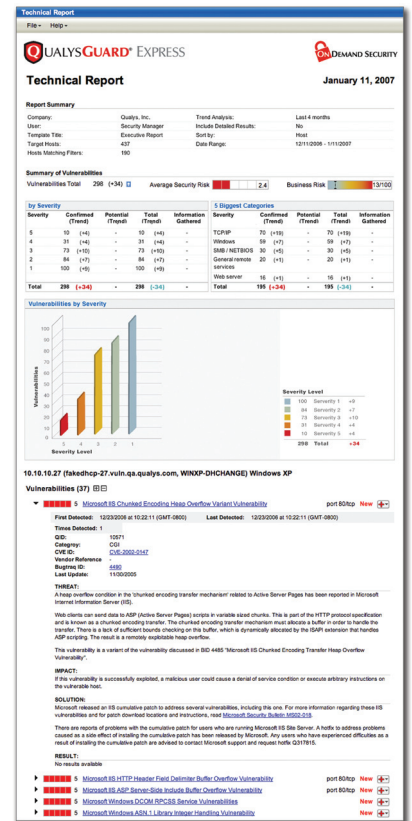 Technical Report
File Help
QUALYSGUARD® EXPRESS
ON DEMAND SECURITY
Technical Report
January 11, 2007
Report Summary
Company: Qualys, Inc. Trend Analysis: Last 4 months
User: Security Manager Include Detailed Results: No
Template Title: Executive Report Sort by: Host
Target Hosts: 437 Date Range: 12/11/2006 - 1/11/2007
Hosts Matching Filters: 190
Summary of Vulnerabilities
Vulnerabilities Total 298 (+34) Average Security Risk 2.4 Business Risk 13/100
by Severity
Severity Confirmed (Trend) Potential (Trend) Total (Trend) Information Gathered
5 10 (+4) - 10 (+4) -
4 31 (+4) - 31 (+4) -
3 73 (+10) - 73 (+10) -
2 84 (+7) - 84 (+7) -
1 100 (+9) - 100 (+9) -
Total 298 (+34) - 298 (-34) -
5 Biggest Categories
Severity Confirmed (Trend) Potential (Trend) Total (Trend) Information Gathered
TCP/IP 70 (+19) - 70 (+19) -
Windows 59 (+7) - 59 (+7) -
SMB / NETBIOS 30 (+5) - 30 (+5) -
General remote services 20 (+1) - 20 (+1) -
Web server 16 (+1) - 16 (+1) -
Total 195 (+34) - 195 (-34) -
Vulnerabilities by Severity
Vulnerabilities
100
90
80
70
60
50
40
30
20
10
0
5 4 3 2 1
Severity Level
Severity Level
100 Serverity 1 +9
84 Serverity 2 +7
73 Serverity 3 +10
31 Serverity 4 +4
10 Serverity 5 +4
298 Total +34
10.10.10.27 (fakedhcp-27.vuln.qa.qualys.com, WINXP-DHCHANGE) Windows XP
Vulnerabilities (37)
5 Microsoft IIS Chunked Encoding Heap Overflow Variant Vulnerability port 80/tcp New
First Detected: 12/23/2006 at 10:22:11 (GMT-0800) Last Detected: 12/23/2006 at 10:22:11 (GMT-0800)
Times Detected: 1
QID: 10571
Category: CGI
CVE ID: CVE-2002-0147
Vendor Reference -
Bugtraq ID: 4490
Last Update: 11/30/2005
THREAT:
A heap overflow condition in the 'chunked encoding transfer mechanism' related to Active Server Pages has been reported in Microsoft
Internet Information Server (IIS).
Web clients can send data to ASP (Active Server Pages) scripts in variable sized chunks. This is part of the HTTP protocol specification
and is known as a chunked encoding transfer. The chunked encoding transfer mechanism must allocate a buffer in order to handle the
transfer. There is a lack of sufficient bounds checking on the buffer, which is dynamically allocated by the ISAPI extension that handles
ASP scripting. The result is a remotely exploitable heap overflow.
This vulnerability is a variant of the vulnerability discussed in BID 4485 "Microsoft IIS Chunked Encoding Transfer Heap Overflow
Vulnerability".
IMPACT:
If this vulnerability is successfully exploited, a malicious user could cause a denial of service condition or execute arbitrary instructions on
the vulnerable host.
SOLUTION:
Microsoft released an IIS cumulative patch to address several vulnerabilities, including this one. For more information regarding these IIS
vulnerabilities and for patch download locations and instructions, read Microsoft Security Bulletin MS02-018.
There are reports of problems with the cumulative patch for users who are running Microsoft IIS Site Server. A hotfix to address problems
caused as a side effect of installing the cumulative patch has been released by Microsoft. Any users who have experienced difficulties as a
result of installing the cumulative patch are advised to contact Microsoft support and request hotfix Q317815.
RESULT:
No results available
5 Microsoft IIS HTTP Header Field Delimiter Buffer Overflow Vulnerability port 80/tcp New
5 Microsoft IIS ASP Server-Side Include Buffer Overflow Vulnerability port 80/tcp New
5 Microsoft Windows DCOM RPCSS Service Vulnerabilities New
5 Microsoft Windows ASN.1 Library Integer Handling Vulnerability New